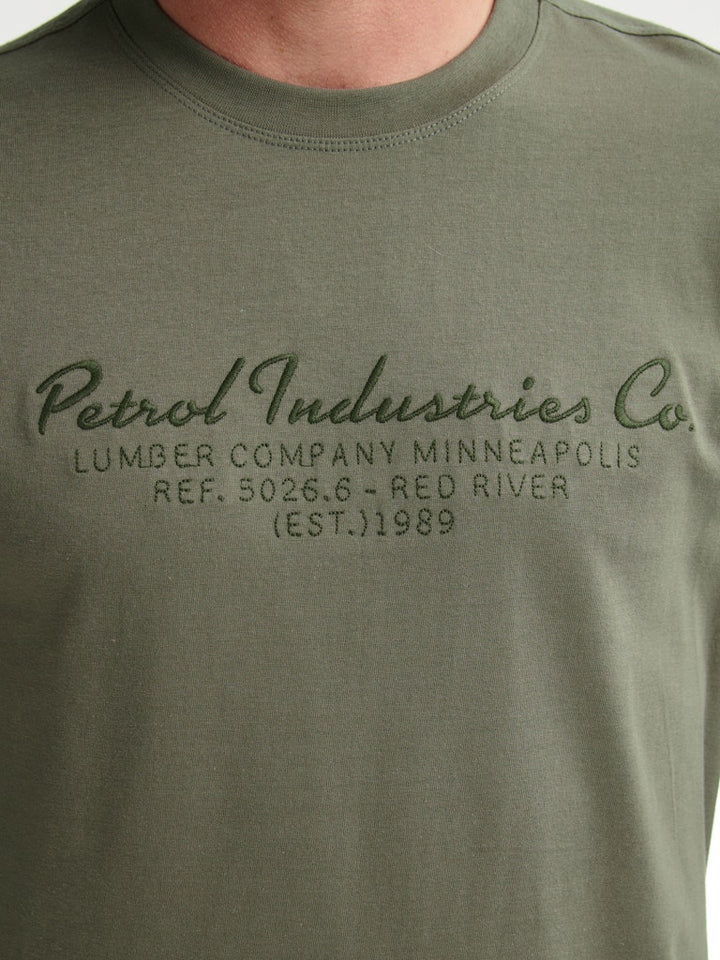 Petrol Industries Co.
LUMBER COMPANY MINNEAPOLIS
REF. 5026.6 - RED RIVER
(EST.)1989